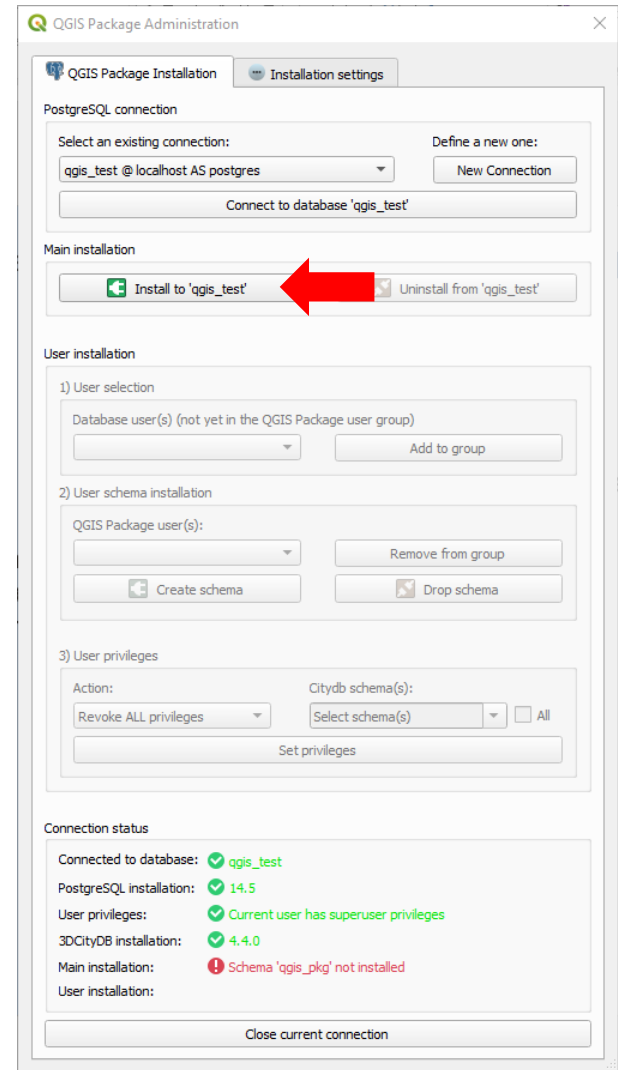 QGIS Package Administration
QGIS Package Installation
Installation settings
PostgreSQL connection
Select an existing connection:
Define a new one:
qgis_test @ localhost AS postgres
New Connection
Connect to database 'qgis_test'
Main installation
Install to 'qgis_test'
Uninstall from 'qgis_test'
User installation
1) User selection
Database user(s) (not yet in the QGIS Package user group)
Add to group
2) User schema installation
QGIS Package user(s):
Remove from group
Create schema
Drop schema
3) User privileges
Action:
Citydb schema(s):
Revoke ALL privileges
Select schema(s)
All
Set privileges
Connection status
Connected to database: qgis_test
PostgreSQL installation: 14.5
User privileges: Current user has superuser privileges
3DCityDB installation: 4.4.0
Main installation: Schema 'qgis_pkg' not installed
User installation:
Close current connection